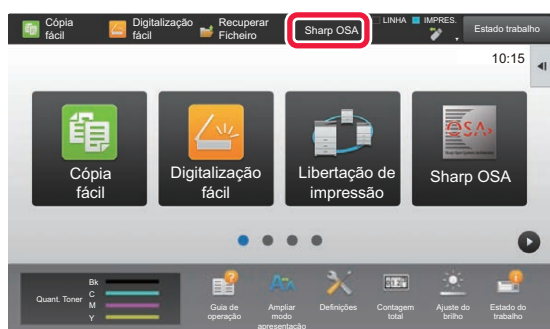 Cópia
fácil
Digitalização
fácil
Recuperar
Ficheiro
Sharp OSA
LINHA
IMPRES.
Estado trabalho
10:15
OSA
Cópia
fácil
Digitalização
fácil
Libertação de
impressão
Sharp OSA
Quant. Toner
Bk
C
M
Y
Guia de
operação
Ampliar
modo
apresentação
Definições
Contagem
total
Ajuste do
brilho
Estado do
trabalho